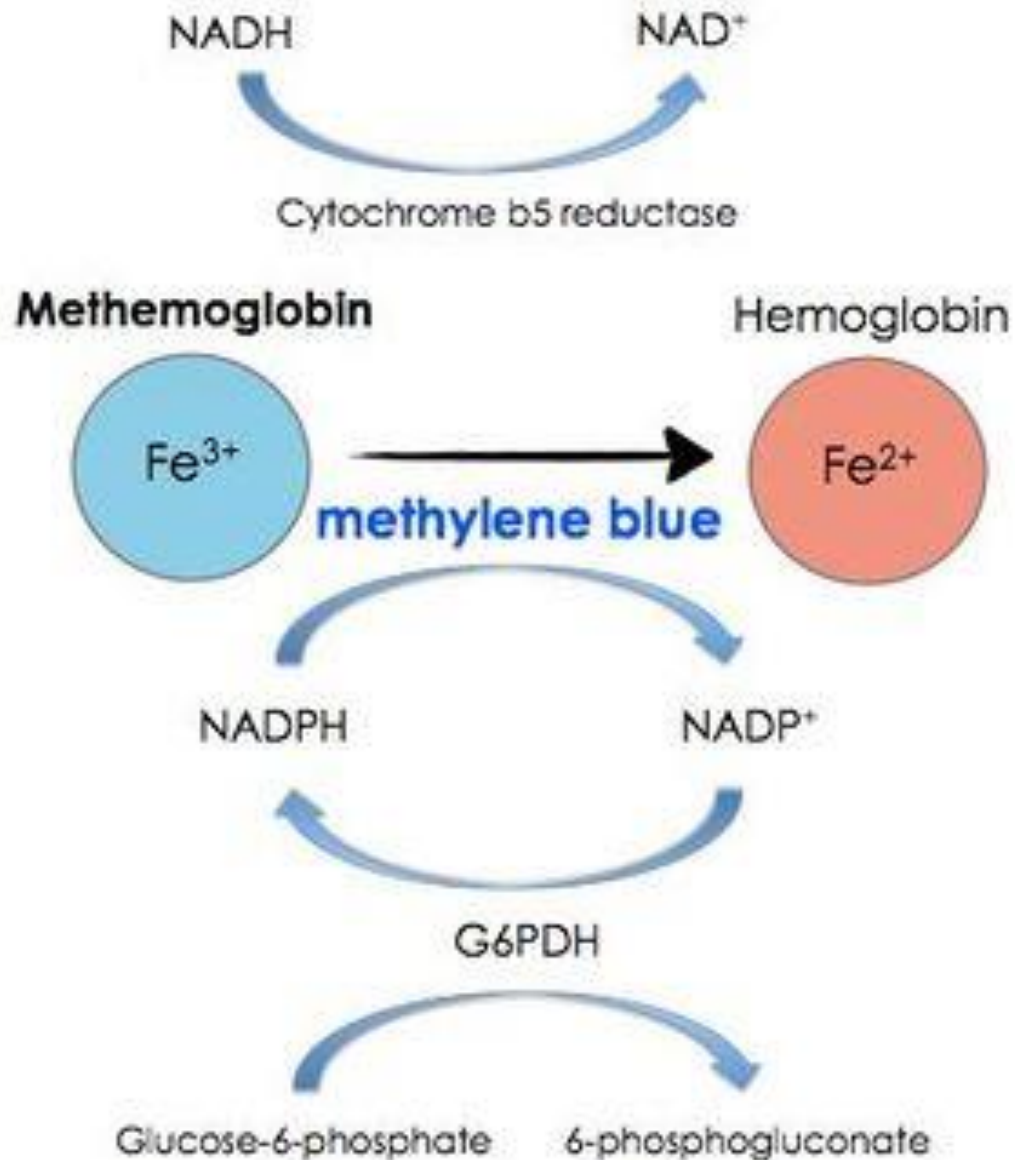 NADH NAD⁺
Cytochrome b5 reductase
Methemoglobin Hemoglobin
Fe³⁺ Fe²⁺
methylene blue
NADPH NADP⁺
G6PDH
Glucose-6-phosphate 6-phosphogluconate